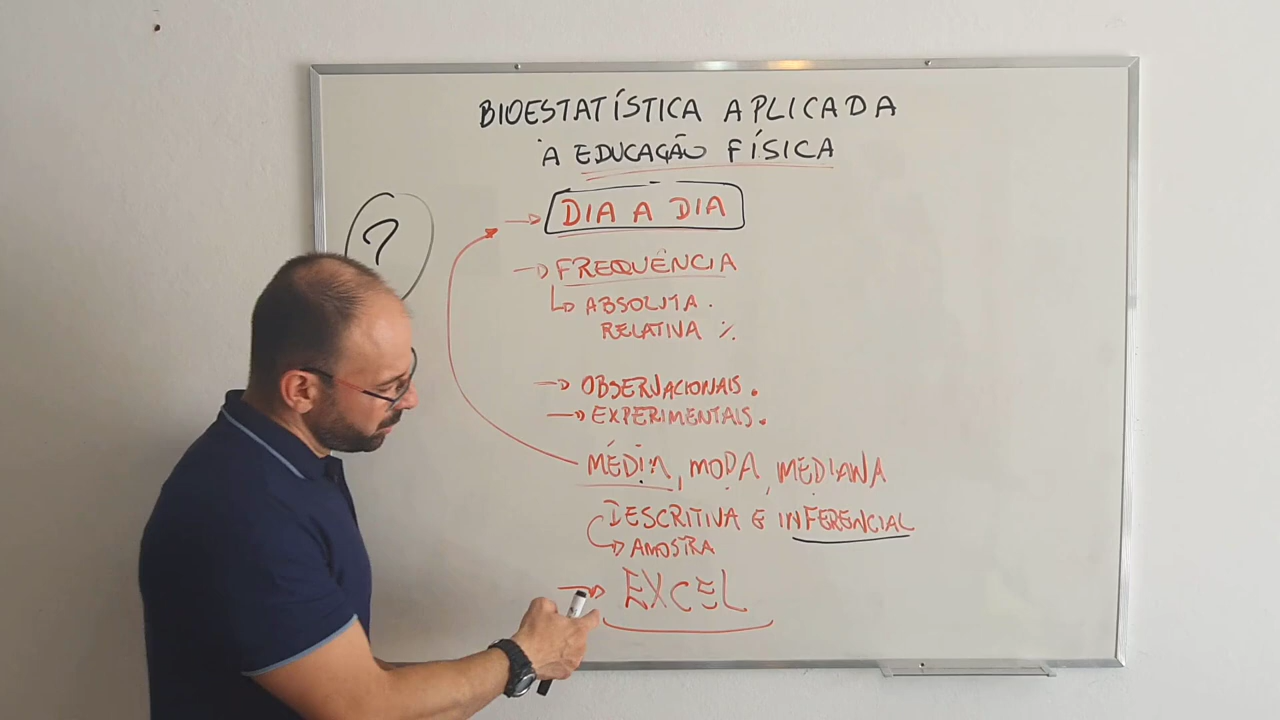 BIOESTATÍSTICA APLICADA
À EDUCAÇÃO FÍSICA
?
→ DIA A DIA
→ FREQUÊNCIA
↳ ABSOLUTA.
RELATIVA %
→ OBSERVACIONAIS.
→ EXPERIMENTAIS.
MÉDIA, MODA, MEDIANA
DESCRITIVA E INFERENCIAL
↳ AMOSTRA
→ EXCEL